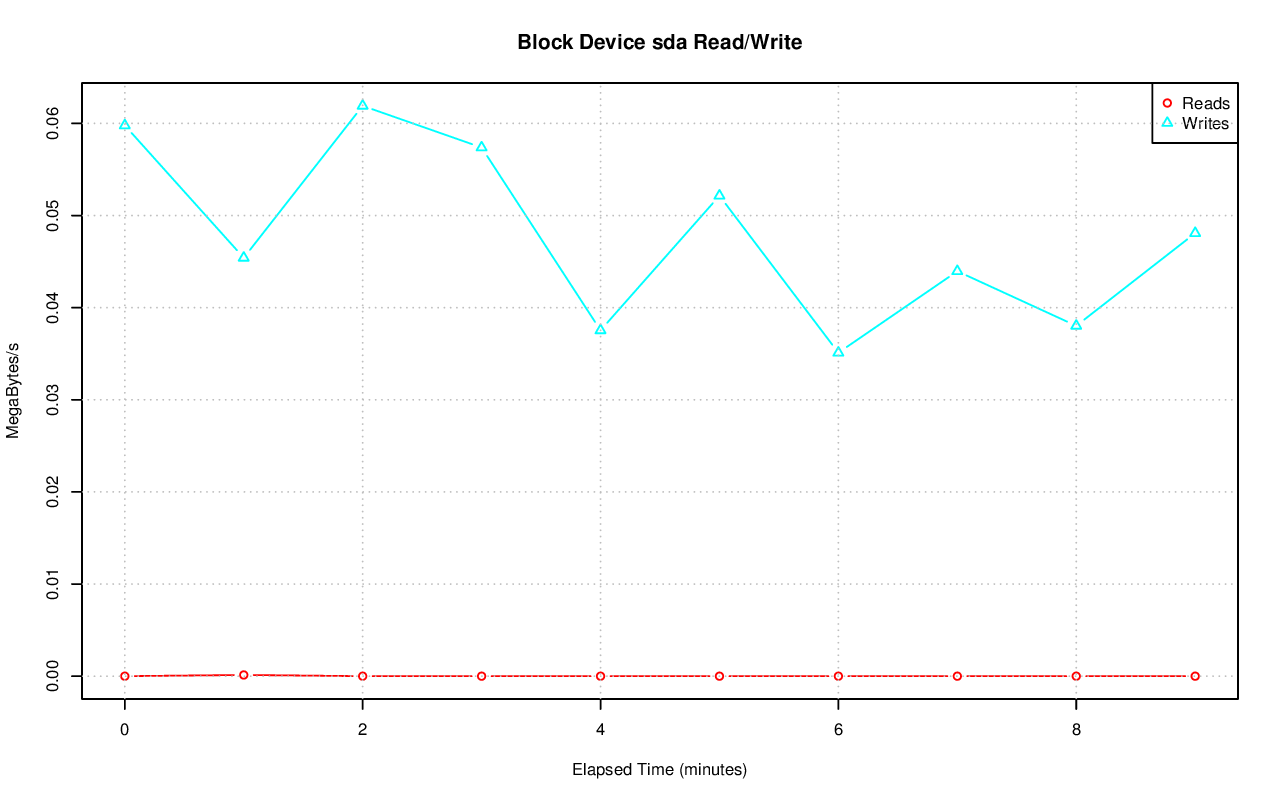 Block Device sda Read/Write
Reads
Writes
MegaBytes/s
0.06
0.05
0.04
0.03
0.02
0.01
0.00
0 2 4 6 8
Elapsed Time (minutes)